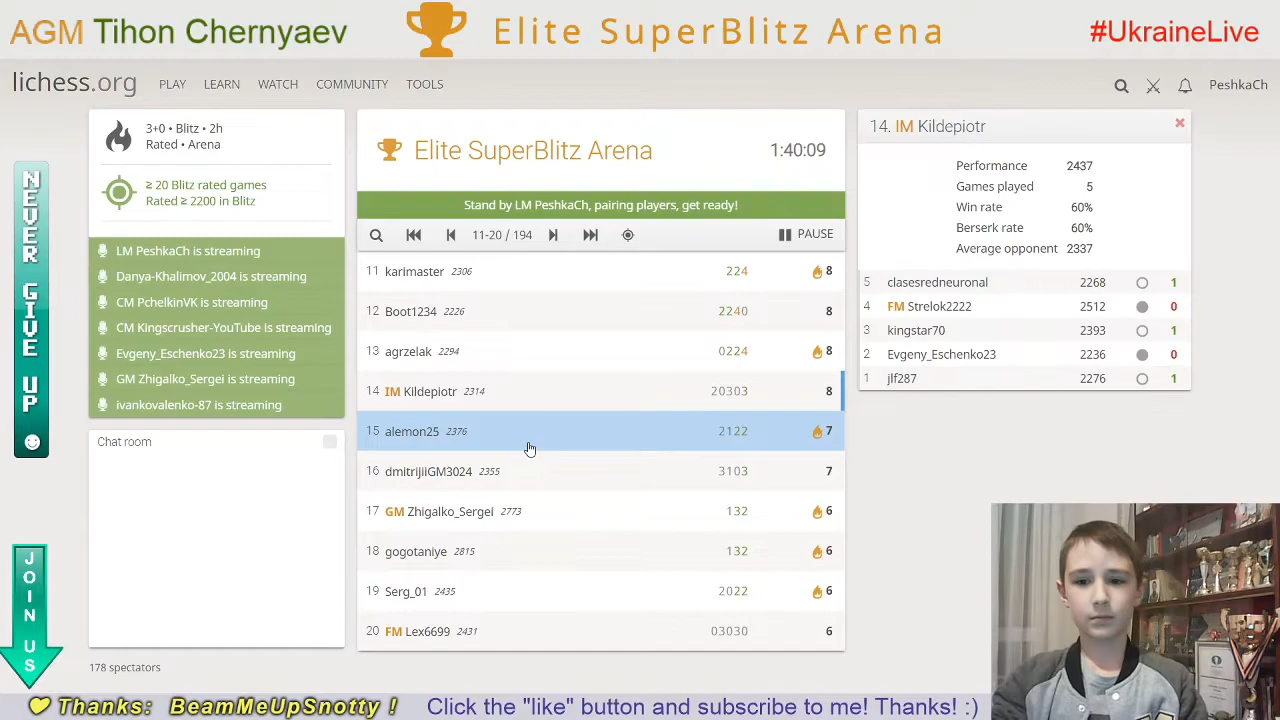 AGM Tihon Chernyaev
Elite SuperBlitz Arena
#UkraineLive
lichess.org
PLAY
LEARN
WATCH
COMMUNITY
TOOLS
PeshkaCh
NEVER GIVE UP
JOIN US
3+0 • Blitz • 2h
Rated • Arena
≥ 20 Blitz rated games
Rated ≥ 2200 in Blitz
LM PeshkaCh is streaming
Danya-Khalimov_2004 is streaming
CM PchelkinVK is streaming
CM Kingscrusher-YouTube is streaming
Evgeny_Eschenko23 is streaming
GM Zhigalko_Sergei is streaming
ivankovalenko-87 is streaming
Chat room
178 spectators
Elite SuperBlitz Arena 1:40:09
Stand by LM PeshkaCh, pairing players, get ready!
11-20 / 194 PAUSE
11 karimaster 2306 224 8
12 Boot1234 2226 2240 8
13 agrzelak 2294 0224 8
14 IM Kildepiotr 2314 20303 8
15 alemon25 2376 2122 7
16 dmitrijiiGM3024 2355 3103 7
17 GM Zhigalko_Sergei 2773 132 6
18 gogotaniye 2815 132 6
19 Serg_01 2435 2022 6
20 FM Lex6699 2431 03030 6
14. IM Kildepiotr
Performance 2437
Games played 5
Win rate 60%
Berserk rate 60%
Average opponent 2337
5 clasesredneuronal 2268 1
4 FM Strelok2222 2512 0
3 kingstar70 2393 1
2 Evgeny_Eschenko23 2236 0
1 jlf287 2276 1
Thanks: BeamMeUpSnotty !
Click the "like" button and subscribe to me! Thanks! :)